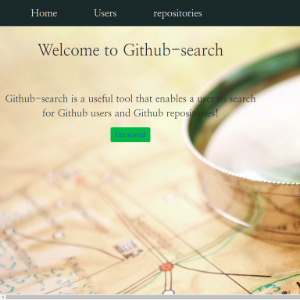 Home Users repositories
Welcome to Github-search
Github-search is a useful tool that enables a user to search
for Github users and Github repositories!
Get Started